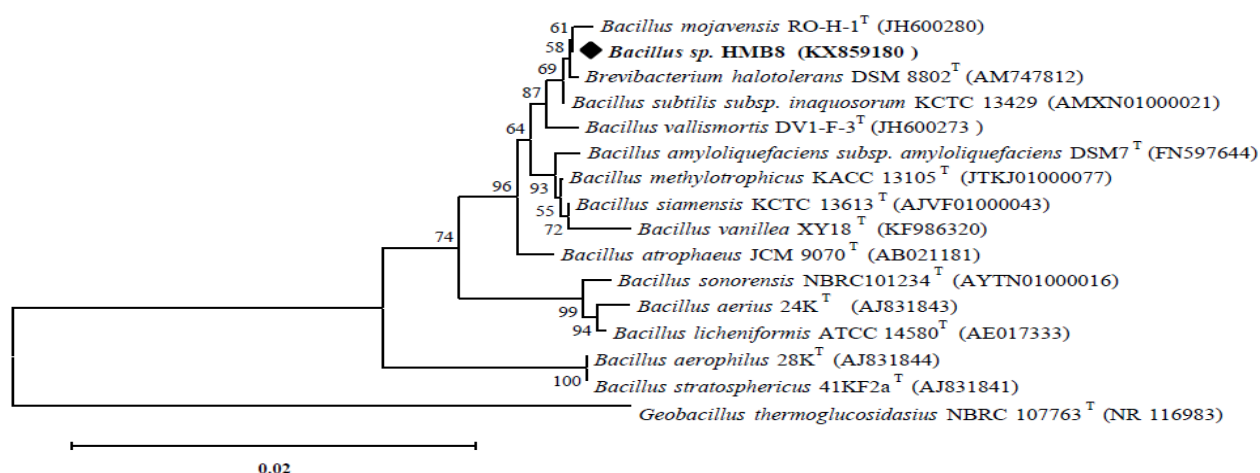 61
Bacillus mojavensis RO-H-1T (JH600280)
58
Bacillus sp. HMB8 (KX859180 )
69
Brevibacterium halotolerans DSM 8802T (AM747812)
87
Bacillus subtilis subsp. inaquosorum KCTC 13429 (AMXN01000021)
64
Bacillus vallismortis DV1-F-3T (JH600273 )
Bacillus amyloliquefaciens subsp. amyloliquefaciens DSM7T (FN597644)
96
93
Bacillus methylotrophicus KACC 13105T (JTKJ01000077)
55
Bacillus siamensis KCTC 13613T (AJVF01000043)
72
Bacillus vanillea XY18T (KF986320)
74
Bacillus atrophaeus JCM 9070T (AB021181)
Bacillus sonorensis NBRC101234T (AYTN01000016)
99
Bacillus aerius 24KT (AJ831843)
94
Bacillus licheniformis ATCC 14580T (AE017333)
Bacillus aerophilus 28KT (AJ831844)
100
Bacillus stratosphericus 41KF2aT (AJ831841)
Geobacillus thermoglucosidasius NBRC 107763T (NR 116983)
0.02